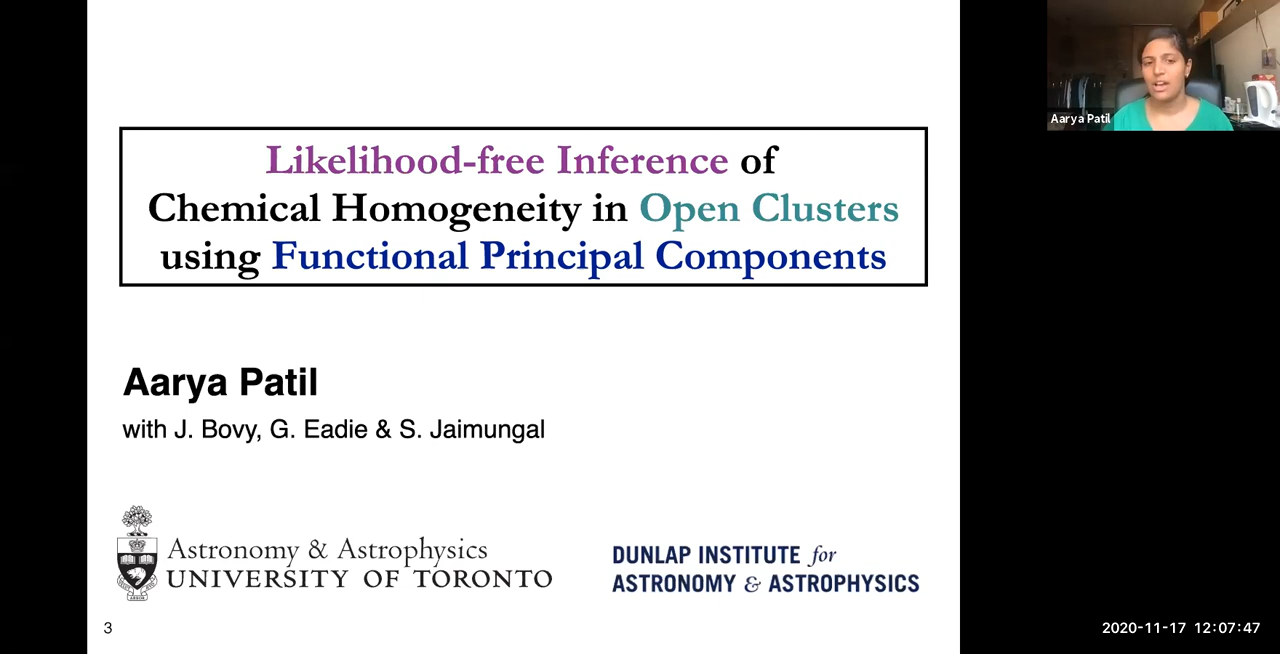 Likelihood-free Inference of
Chemical Homogeneity in Open Clusters
using Functional Principal Components
Aarya Patil
with J. Bovy, G. Eadie & S. Jaimungal
Astronomy & Astrophysics
UNIVERSITY OF TORONTO
DUNLAP INSTITUTE for
ASTRONOMY & ASTROPHYSICS
3
Aarya Patil
2020-11-17 12:07:47